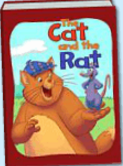 The
Cat
and the
Rat